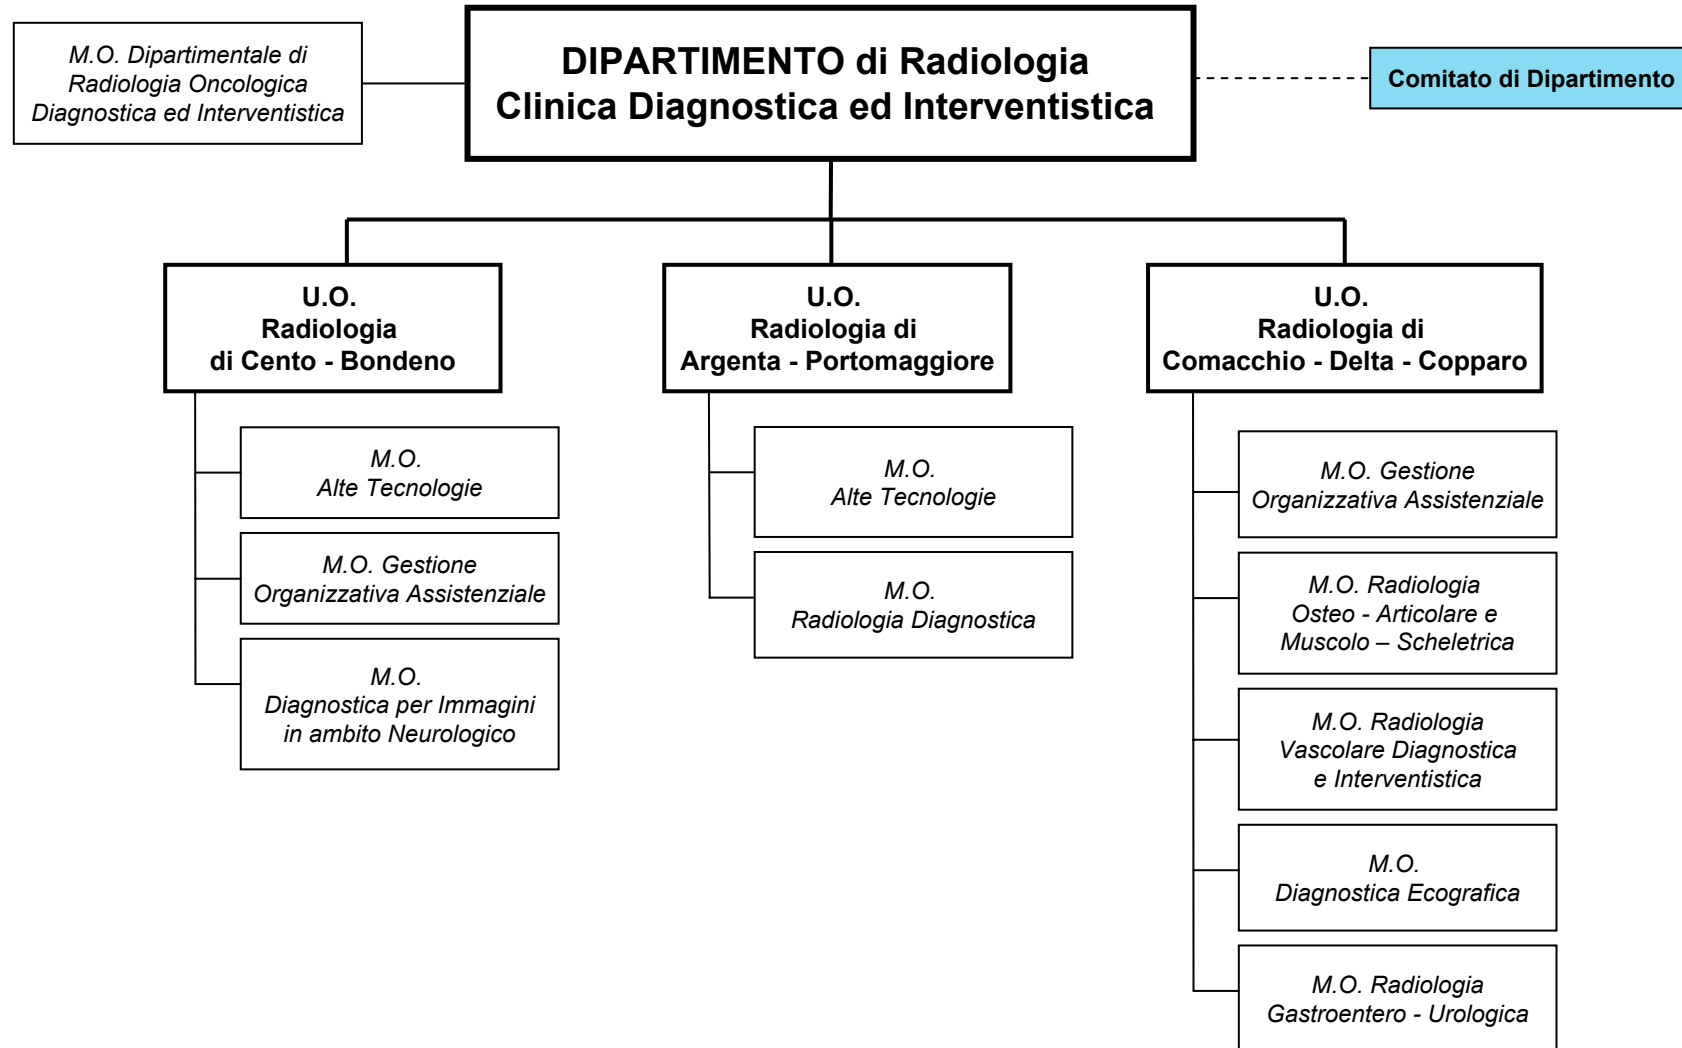 M.O. Dipartimentale di
Radiologia Oncologica
Diagnostica ed Interventistica
DIPARTIMENTO di Radiologia
Clinica Diagnostica ed Interventistica
Comitato di Dipartimento
U.O.
Radiologia
di Cento - Bondeno
U.O.
Radiologia di
Argenta - Portomaggiore
U.O.
Radiologia di
Comacchio - Delta - Copparo
M.O.
Alte Tecnologie
M.O. Gestione
Organizzativa Assistenziale
M.O.
Diagnostica per Immagini
in ambito Neurologico
M.O.
Alte Tecnologie
M.O.
Radiologia Diagnostica
M.O. Gestione
Organizzativa Assistenziale
M.O. Radiologia
Osteo - Articolare e
Muscolo – Scheletrica
M.O. Radiologia
Vascolare Diagnostica
e Interventistica
M.O.
Diagnostica Ecografica
M.O. Radiologia
Gastroentero - Urologica